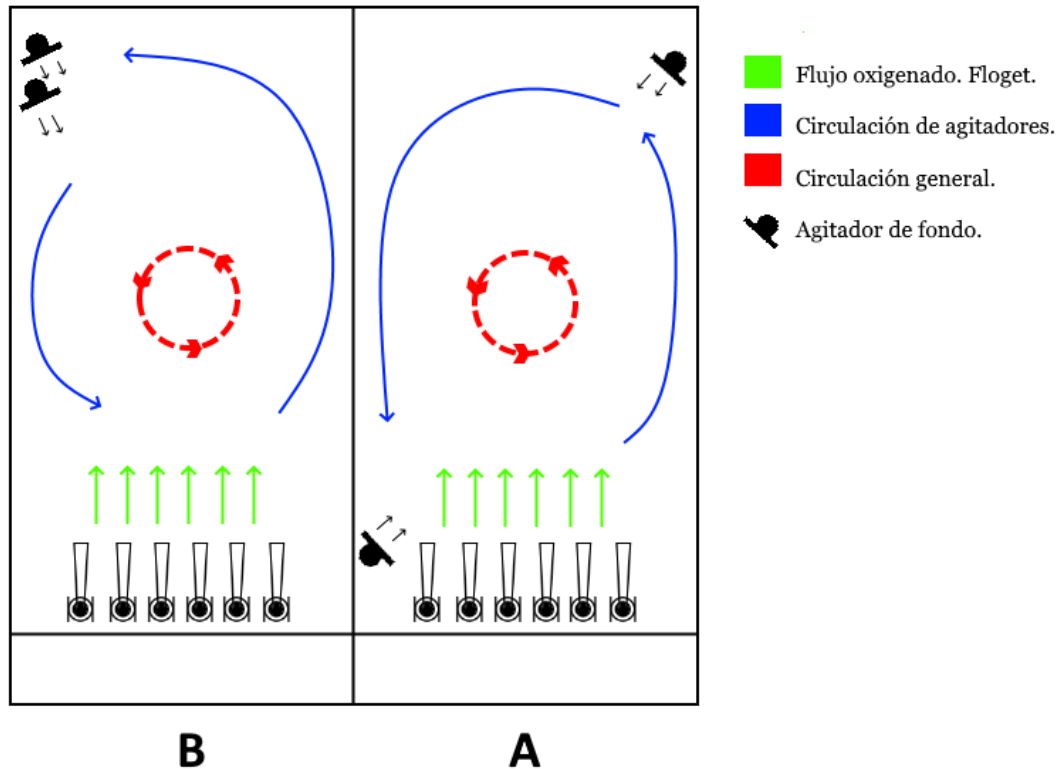 Flujo oxigenado. Floget.
Circulación de agitadores.
Circulación general.
Agitador de fondo.
B
A